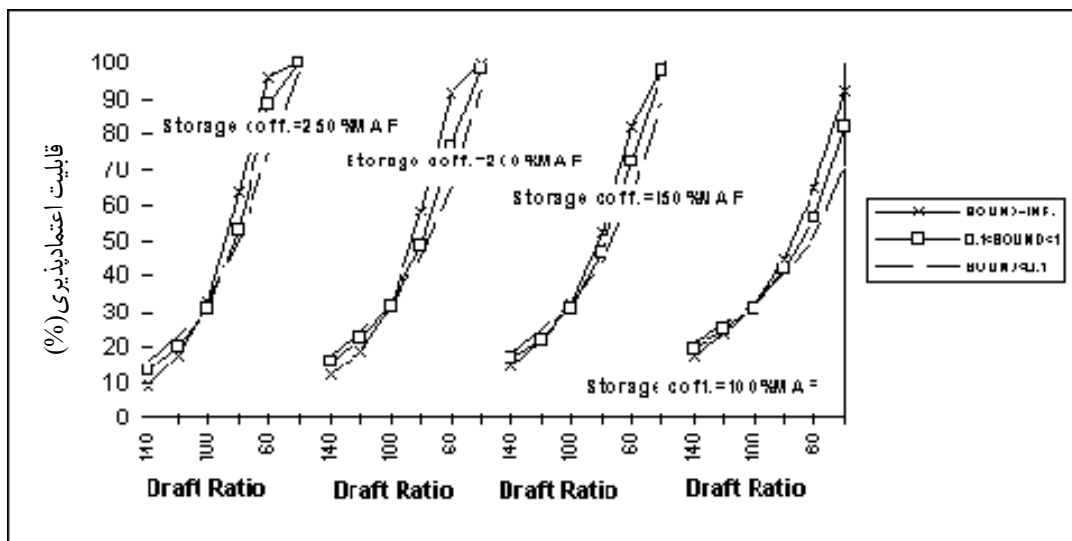 قابلیت اعتمادپذیری(%)
100
90
80
70
60
50
40
30
20
10
0
Storage coff.=250%MAF
Storage coff.=200%MAF
Storage coff.=150%MAF
Storage coff.=100%MAF
140 100 60
140 100 60
140 100 60
140 100 60
Draft Ratio
Draft Ratio
Draft Ratio
Draft Ratio
BOUND=INF.
0.1<BOUND<1
BOUND<0.1